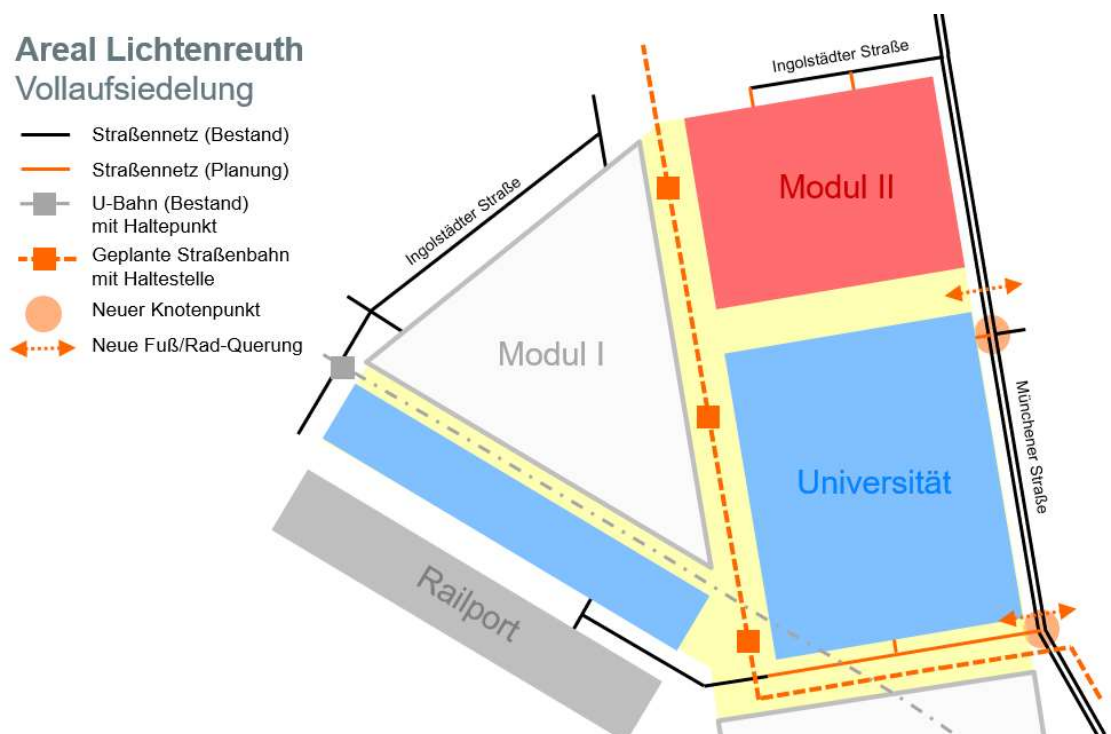 Areal Lichtenreuth
Vollaufsiedelung
Straßennetz (Bestand)
Straßennetz (Planung)
U-Bahn (Bestand)
mit Haltepunkt
Geplante Straßenbahn
mit Haltestelle
Neuer Knotenpunkt
Neue Fuß/Rad-Querung
Ingolstädter Straße
Ingolstädter Straße
Modul II
Modul I
Münchener Straße
Universität
Railport